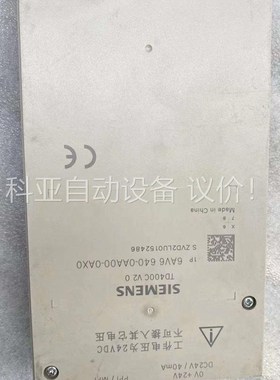 科亚自动设备 议价!
SIEMENS
TD400C V2.0
1P 6AV6 640-0AA00-0AX0
S ZVD2LU0192486
Made in China
CE
工作电压为24VDC
不可接入其它电压
0V +24V
DC24V / 40mA